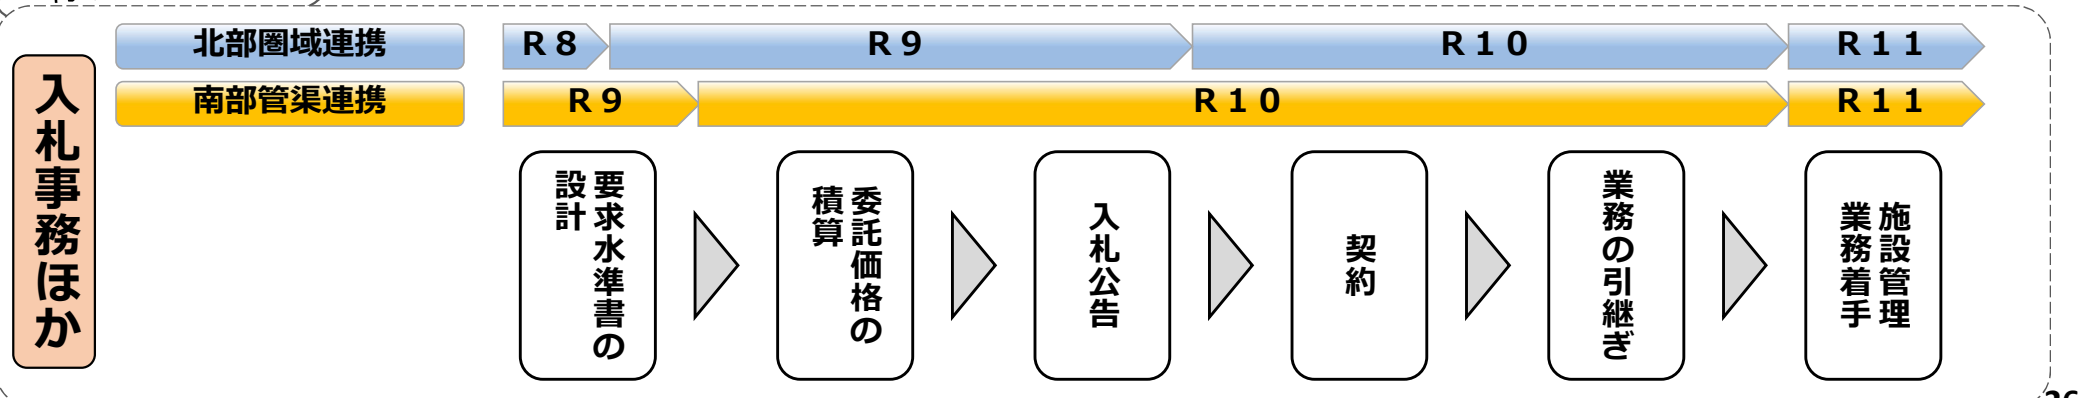 入札事務ほか
北部圏域連携
R8
R9
R10
R11
南部管渠連携
R9
R10
R11
要求水準書の
設計
委託価格の
積算
入札公告
契約
業務の引継ぎ
施設管理
業務着手